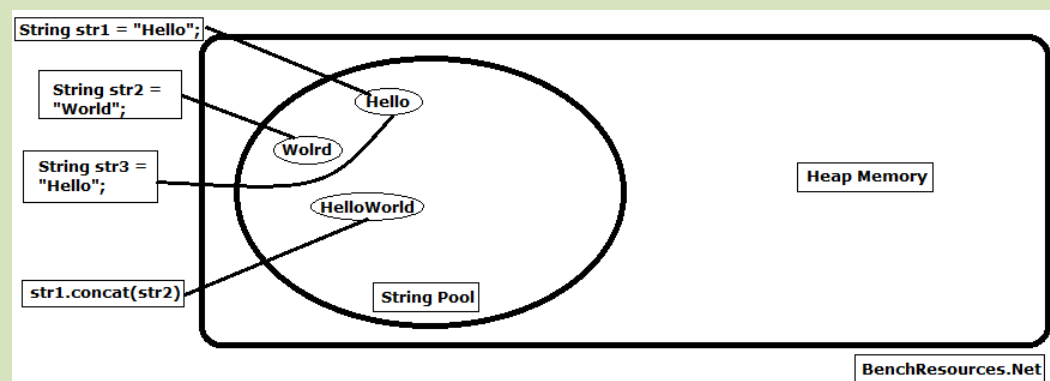 String str1 = "Hello";
String str2 =
"World";
Hello
Wolrd
String str3 =
"Hello";
Heap Memory
HelloWorld
str1.concat(str2)
String Pool
BenchResources.Net